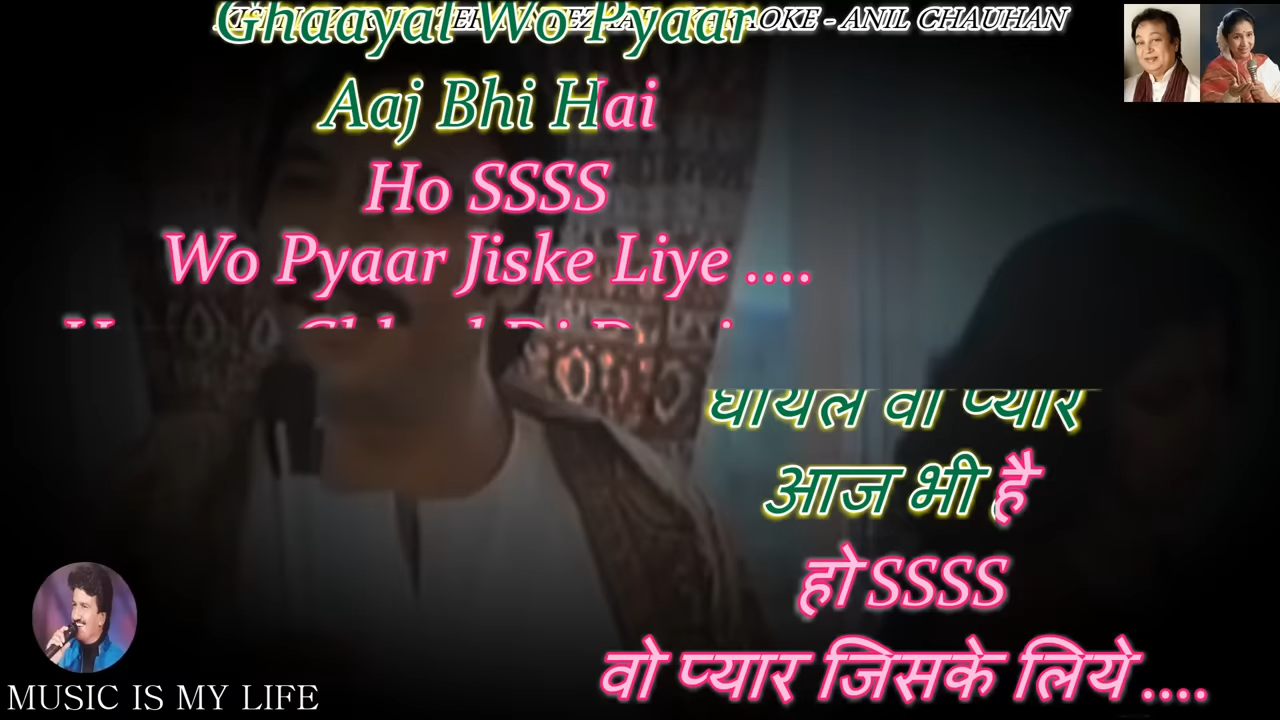 KARAOKE - ANIL CHAUHAN
Ghaayal Wo Pyaar
Aaj Bhi Hai
Ho SSSS
Wo Pyaar Jiske Liye ....
घायल वो प्यार
आज भी है
हो SSSS
वो प्यार जिसके लिये ....
MUSIC IS MY LIFE